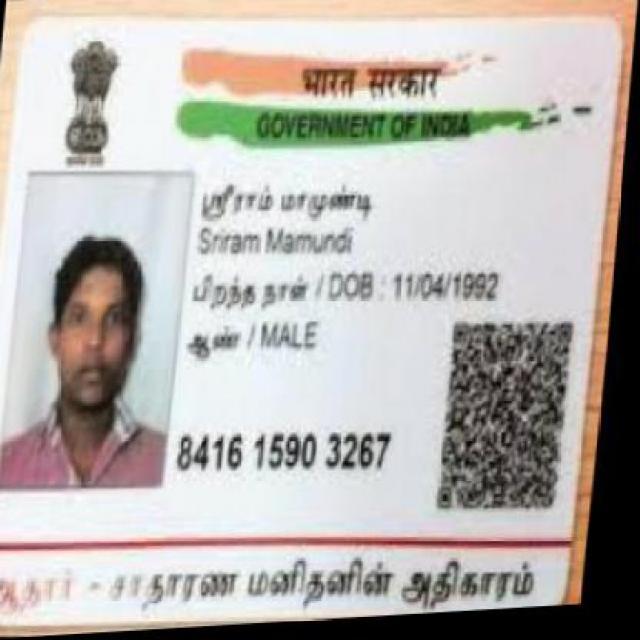 भारत सरकार
GOVERNMENT OF INDIA
ஸ்ரீராம் மாமுண்டி
Sriram Mamundi
பிறந்த நாள் / DOB : 11/04/1992
ஆண் / MALE
8416 1590 3267
ஆதார் - சாதாரண மனிதனின் அதிகாரம்